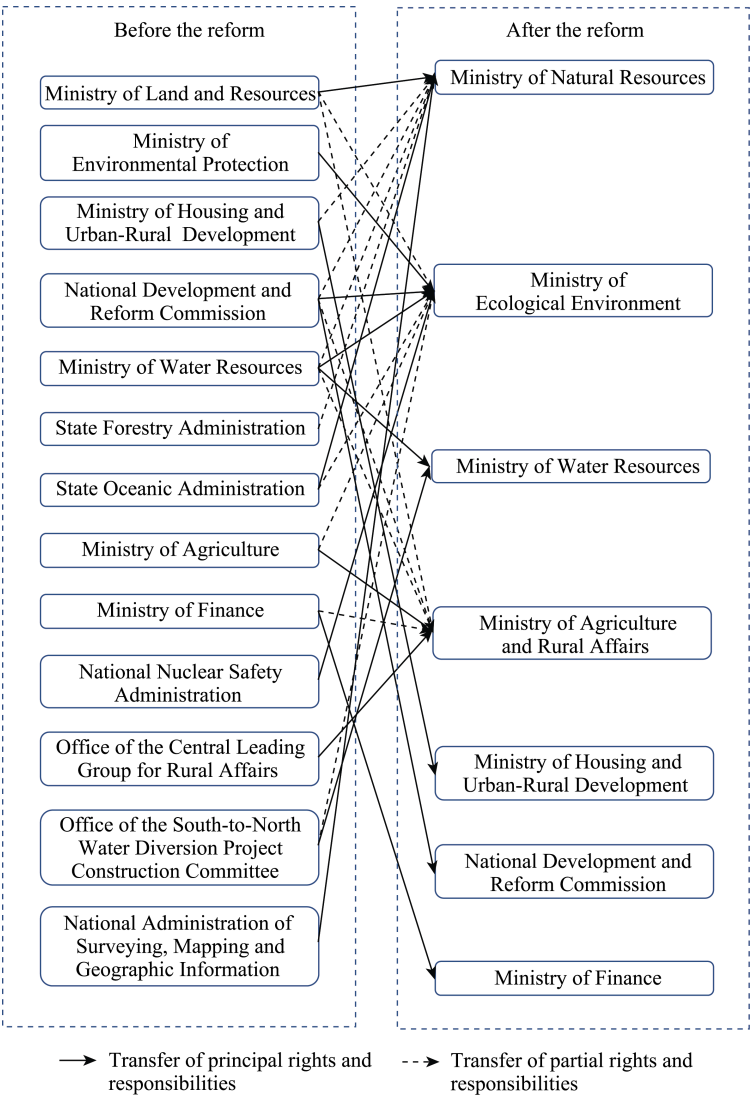 Before the reform
Ministry of Land and Resources
Ministry of
Environmental Protection
Ministry of Housing and
Urban-Rural Development
National Development and
Reform Commission
Ministry of Water Resources
State Forestry Administration
State Oceanic Administration
Ministry of Agriculture
Ministry of Finance
National Nuclear Safety
Administration
Office of the Central Leading
Group for Rural Affairs
Office of the South-to-North
Water Diversion Project
Construction Committee
National Administration of
Surveying, Mapping and
Geographic Information
After the reform
Ministry of Natural Resources
Ministry of
Ecological Environment
Ministry of Water Resources
Ministry of Agriculture
and Rural Affairs
Ministry of Housing and
Urban-Rural Development
National Development and
Reform Commission
Ministry of Finance
Transfer of principal rights and
responsibilities
Transfer of partial rights and
responsibilities